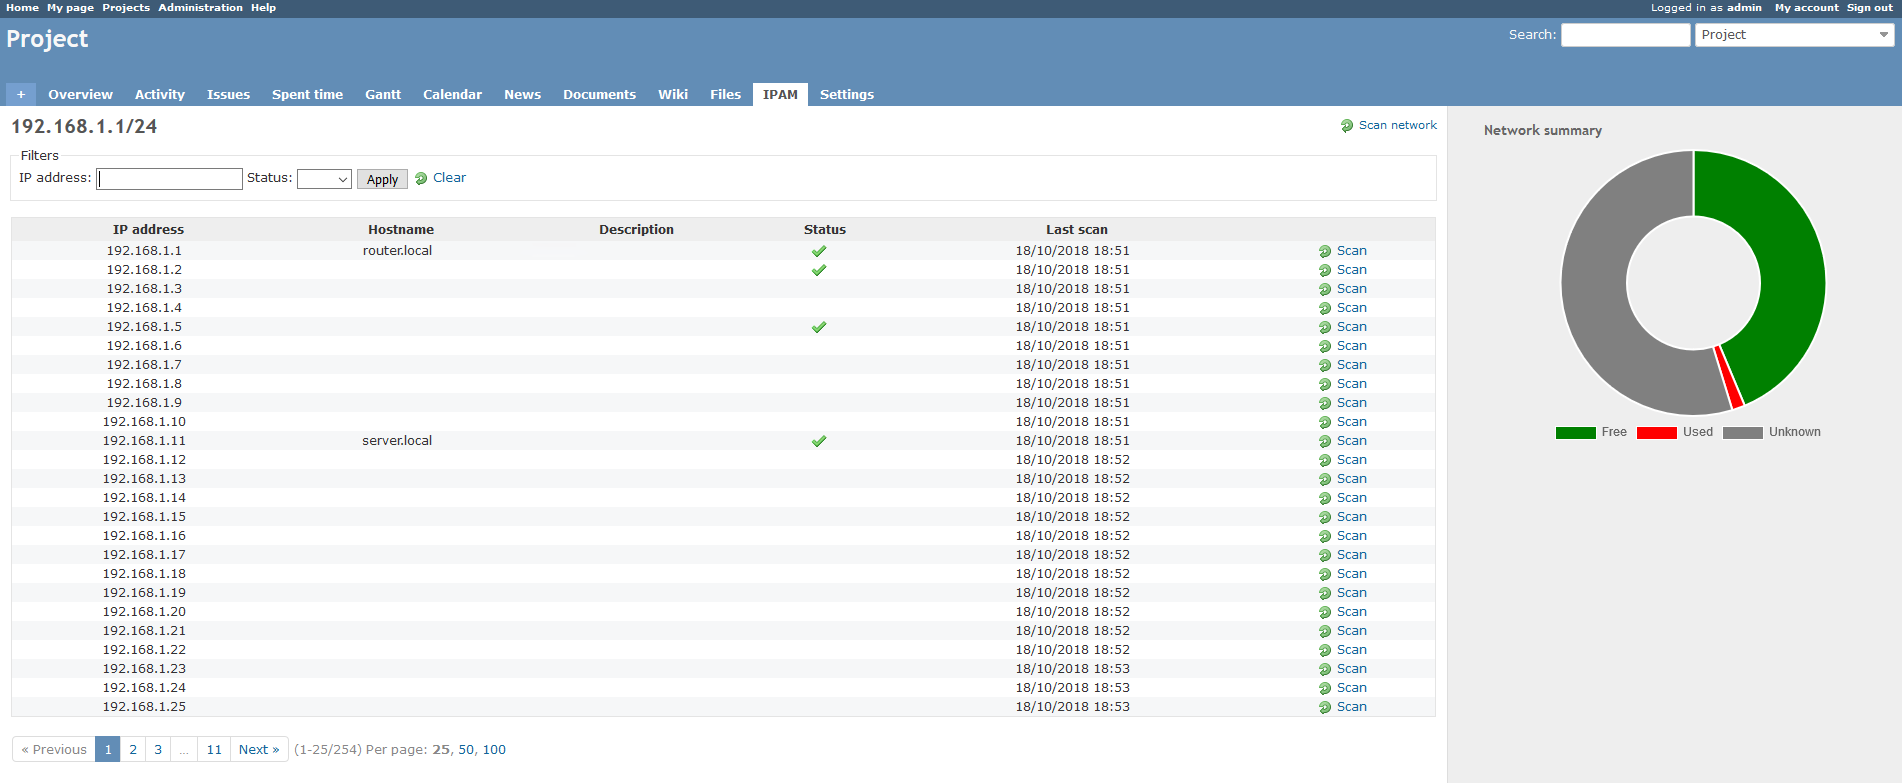 Home My page Projects Administration Help Logged in as admin My account Sign out
Project Search: Project
+ Overview Activity Issues Spent time Gantt Calendar News Documents Wiki Files IPAM Settings
192.168.1.1/24 Scan network
Filters
IP address: Status: Apply Clear
IP address Hostname Description Status Last scan
192.168.1.1 router.local 18/10/2018 18:51 Scan
192.168.1.2 18/10/2018 18:51 Scan
192.168.1.3 18/10/2018 18:51 Scan
192.168.1.4 18/10/2018 18:51 Scan
192.168.1.5 18/10/2018 18:51 Scan
192.168.1.6 18/10/2018 18:51 Scan
192.168.1.7 18/10/2018 18:51 Scan
192.168.1.8 18/10/2018 18:51 Scan
192.168.1.9 18/10/2018 18:51 Scan
192.168.1.10 18/10/2018 18:51 Scan
192.168.1.11 server.local 18/10/2018 18:51 Scan
192.168.1.12 18/10/2018 18:52 Scan
192.168.1.13 18/10/2018 18:52 Scan
192.168.1.14 18/10/2018 18:52 Scan
192.168.1.15 18/10/2018 18:52 Scan
192.168.1.16 18/10/2018 18:52 Scan
192.168.1.17 18/10/2018 18:52 Scan
192.168.1.18 18/10/2018 18:52 Scan
192.168.1.19 18/10/2018 18:52 Scan
192.168.1.20 18/10/2018 18:52 Scan
192.168.1.21 18/10/2018 18:52 Scan
192.168.1.22 18/10/2018 18:52 Scan
192.168.1.23 18/10/2018 18:53 Scan
192.168.1.24 18/10/2018 18:53 Scan
192.168.1.25 18/10/2018 18:53 Scan
« Previous 1 2 3 ... 11 Next » (1-25/254) Per page: 25, 50, 100
Network summary
Free Used Unknown